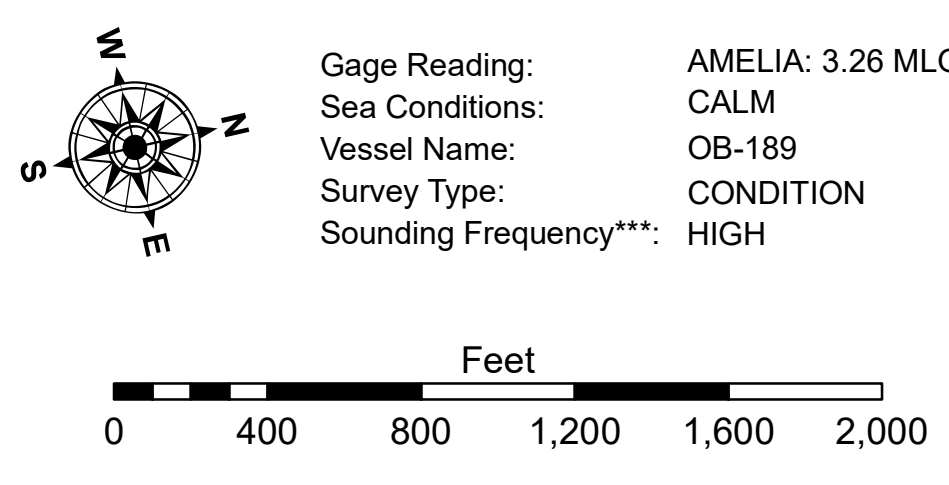 W
N
S
E
Gage Reading: AMELIA: 3.26 MLG
Sea Conditions: CALM
Vessel Name: OB-189
Survey Type: CONDITION
Sounding Frequency***: HIGH
Feet
0 400 800 1,200 1,600 2,000